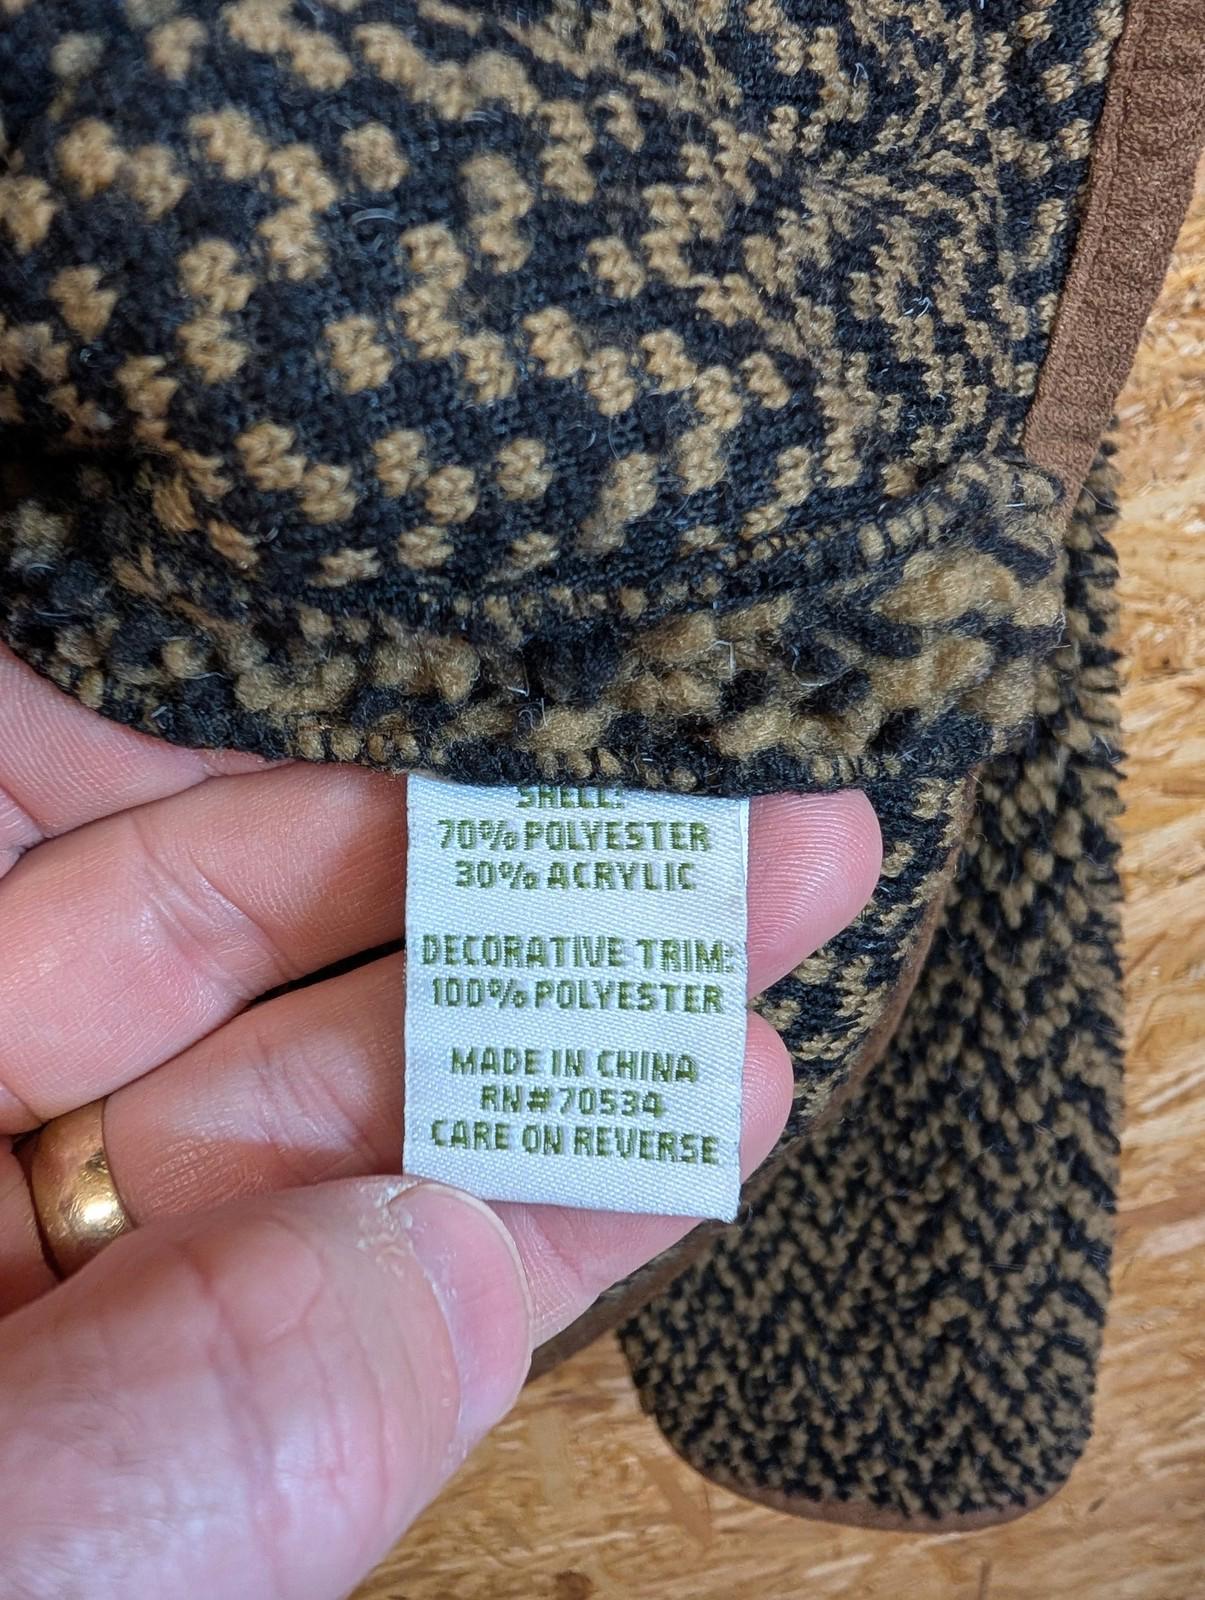 SHELL:
70% POLYESTER
30% ACRYLIC
DECORATIVE TRIM:
100% POLYESTER
MADE IN CHINA
RN#70534
CARE ON REVERSE